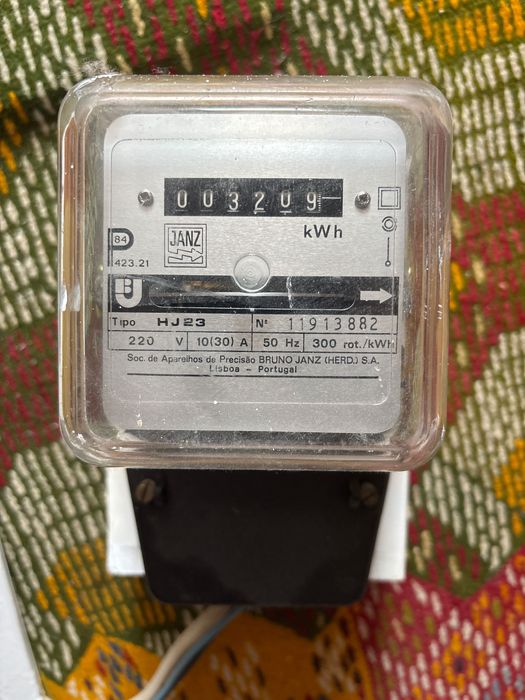 003209
kWh
JANZ
84
423.21
BJ
Tipo HJ23 Nº 11913882
220 V 10(30) A 50 Hz 300 rot./kWh
Soc. de Aparelhos de Precisão BRUNO JANZ (HERD.) S.A.
Lisboa - Portugal